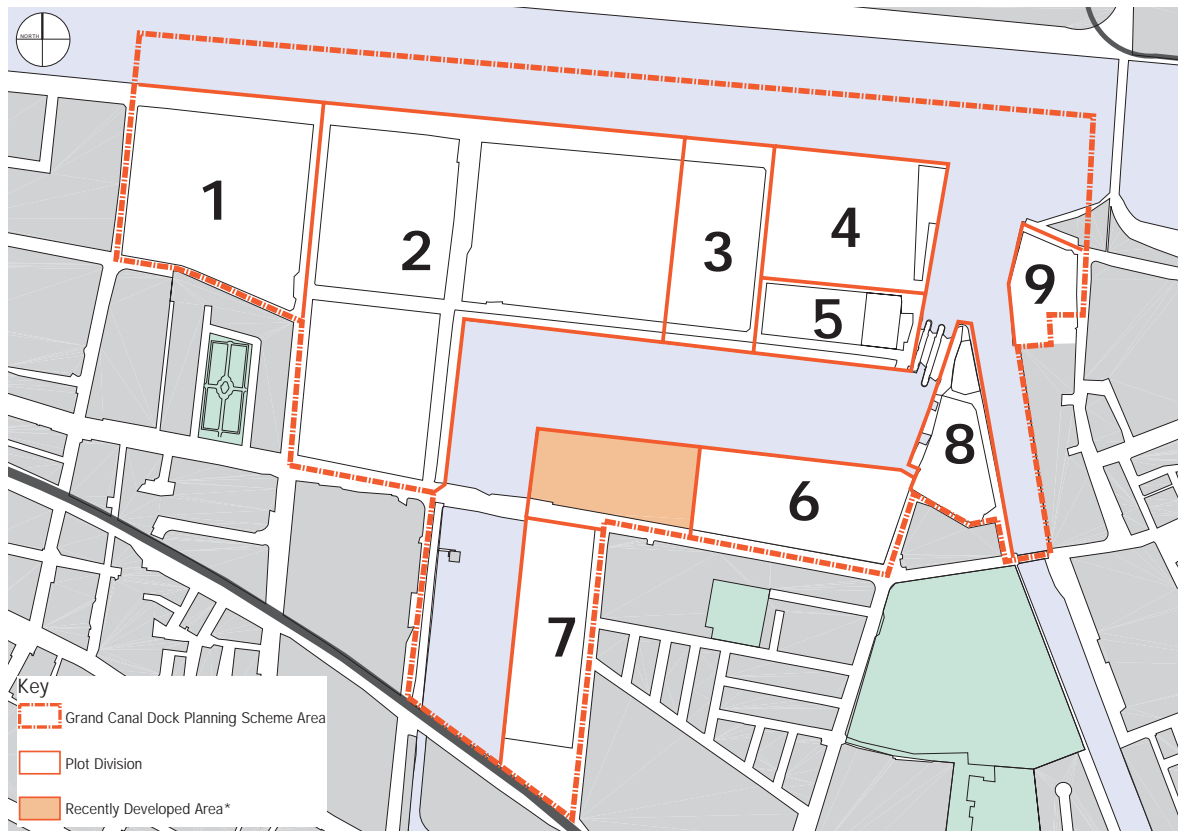 NORTH
1
2
3
4
5
6
7
8
9
Key
Grand Canal Dock Planning Scheme Area
Plot Division
Recently Developed Area*